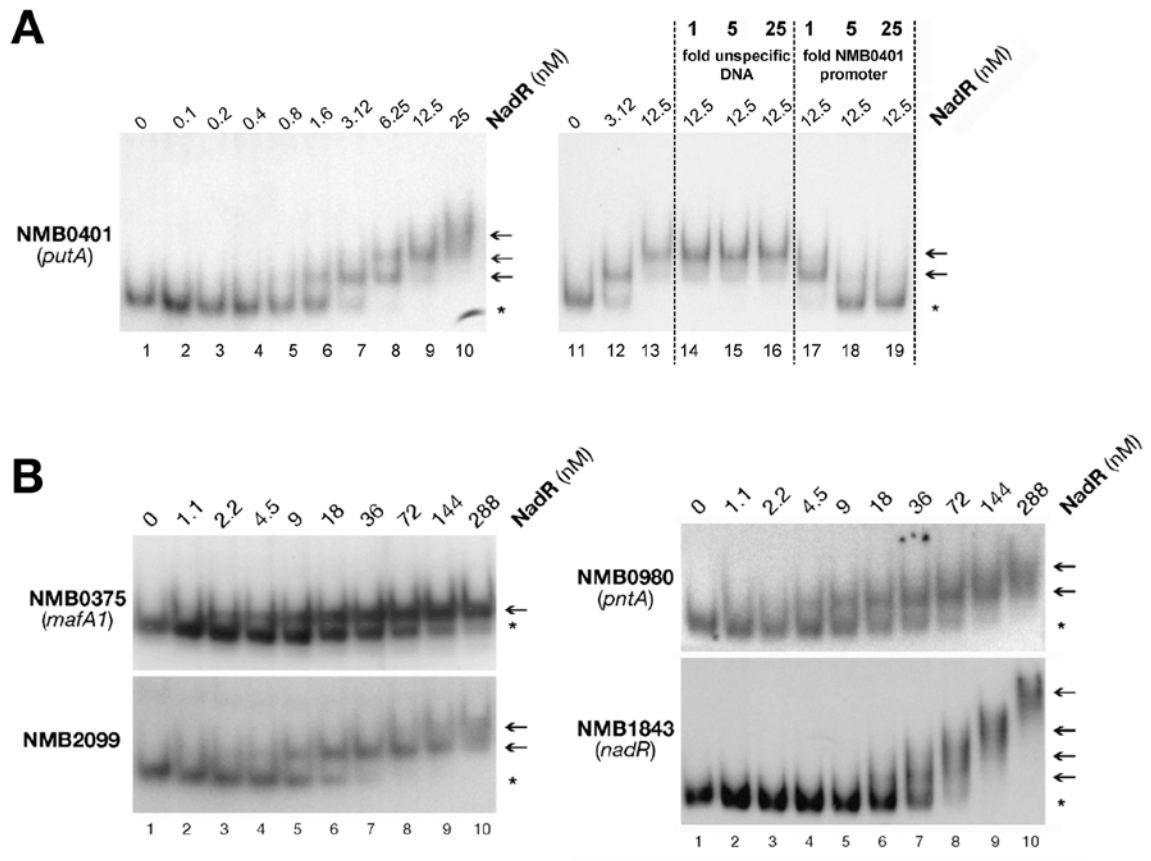 A
1 5 25 1 5 25
fold unspecific DNA fold NMB0401 promoter
0 0.1 0.2 0.4 0.8 1.6 3.12 6.25 12.5 25 NadR (nM)
0 3.12 12.5 12.5 12.5 12.5 12.5 12.5 12.5 NadR (nM)
NMB0401
(putA)
←
←
←
*
←
←
*
1 2 3 4 5 6 7 8 9 10
11 12 13 14 15 16 17 18 19
B
0 1.1 2.2 4.5 9 18 36 72 144 288 NadR (nM)
NMB0375
(mafA1)
←
*
NMB2099
←
←
*
1 2 3 4 5 6 7 8 9 10
0 1.1 2.2 4.5 9 18 36 72 144 288 NadR (nM)
NMB0980
(pntA)
←
←
*
NMB1843
(nadR)
←
←
←
←
*
1 2 3 4 5 6 7 8 9 10